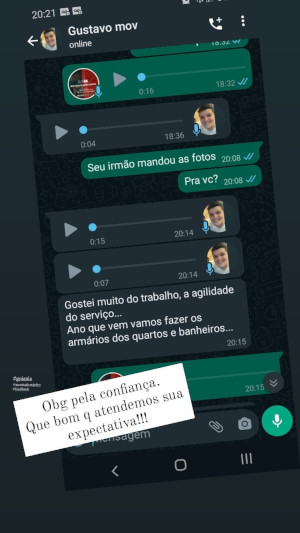 20:21
Gustavo mov
online
18:32
0:16
18:32
0:04
18:36
Seu irmão mandou as fotos 20:08
Pra vc? 20:08
0:15
20:14
0:07
20:14
Gostei muito do trabalho, a agilidade
do serviço...
Ano que vem vamos fazer os
armários dos quartos e banheiros...
20:15
20:15
Obg pela confiança.
Que bom q atendemos sua
expectativa!!!